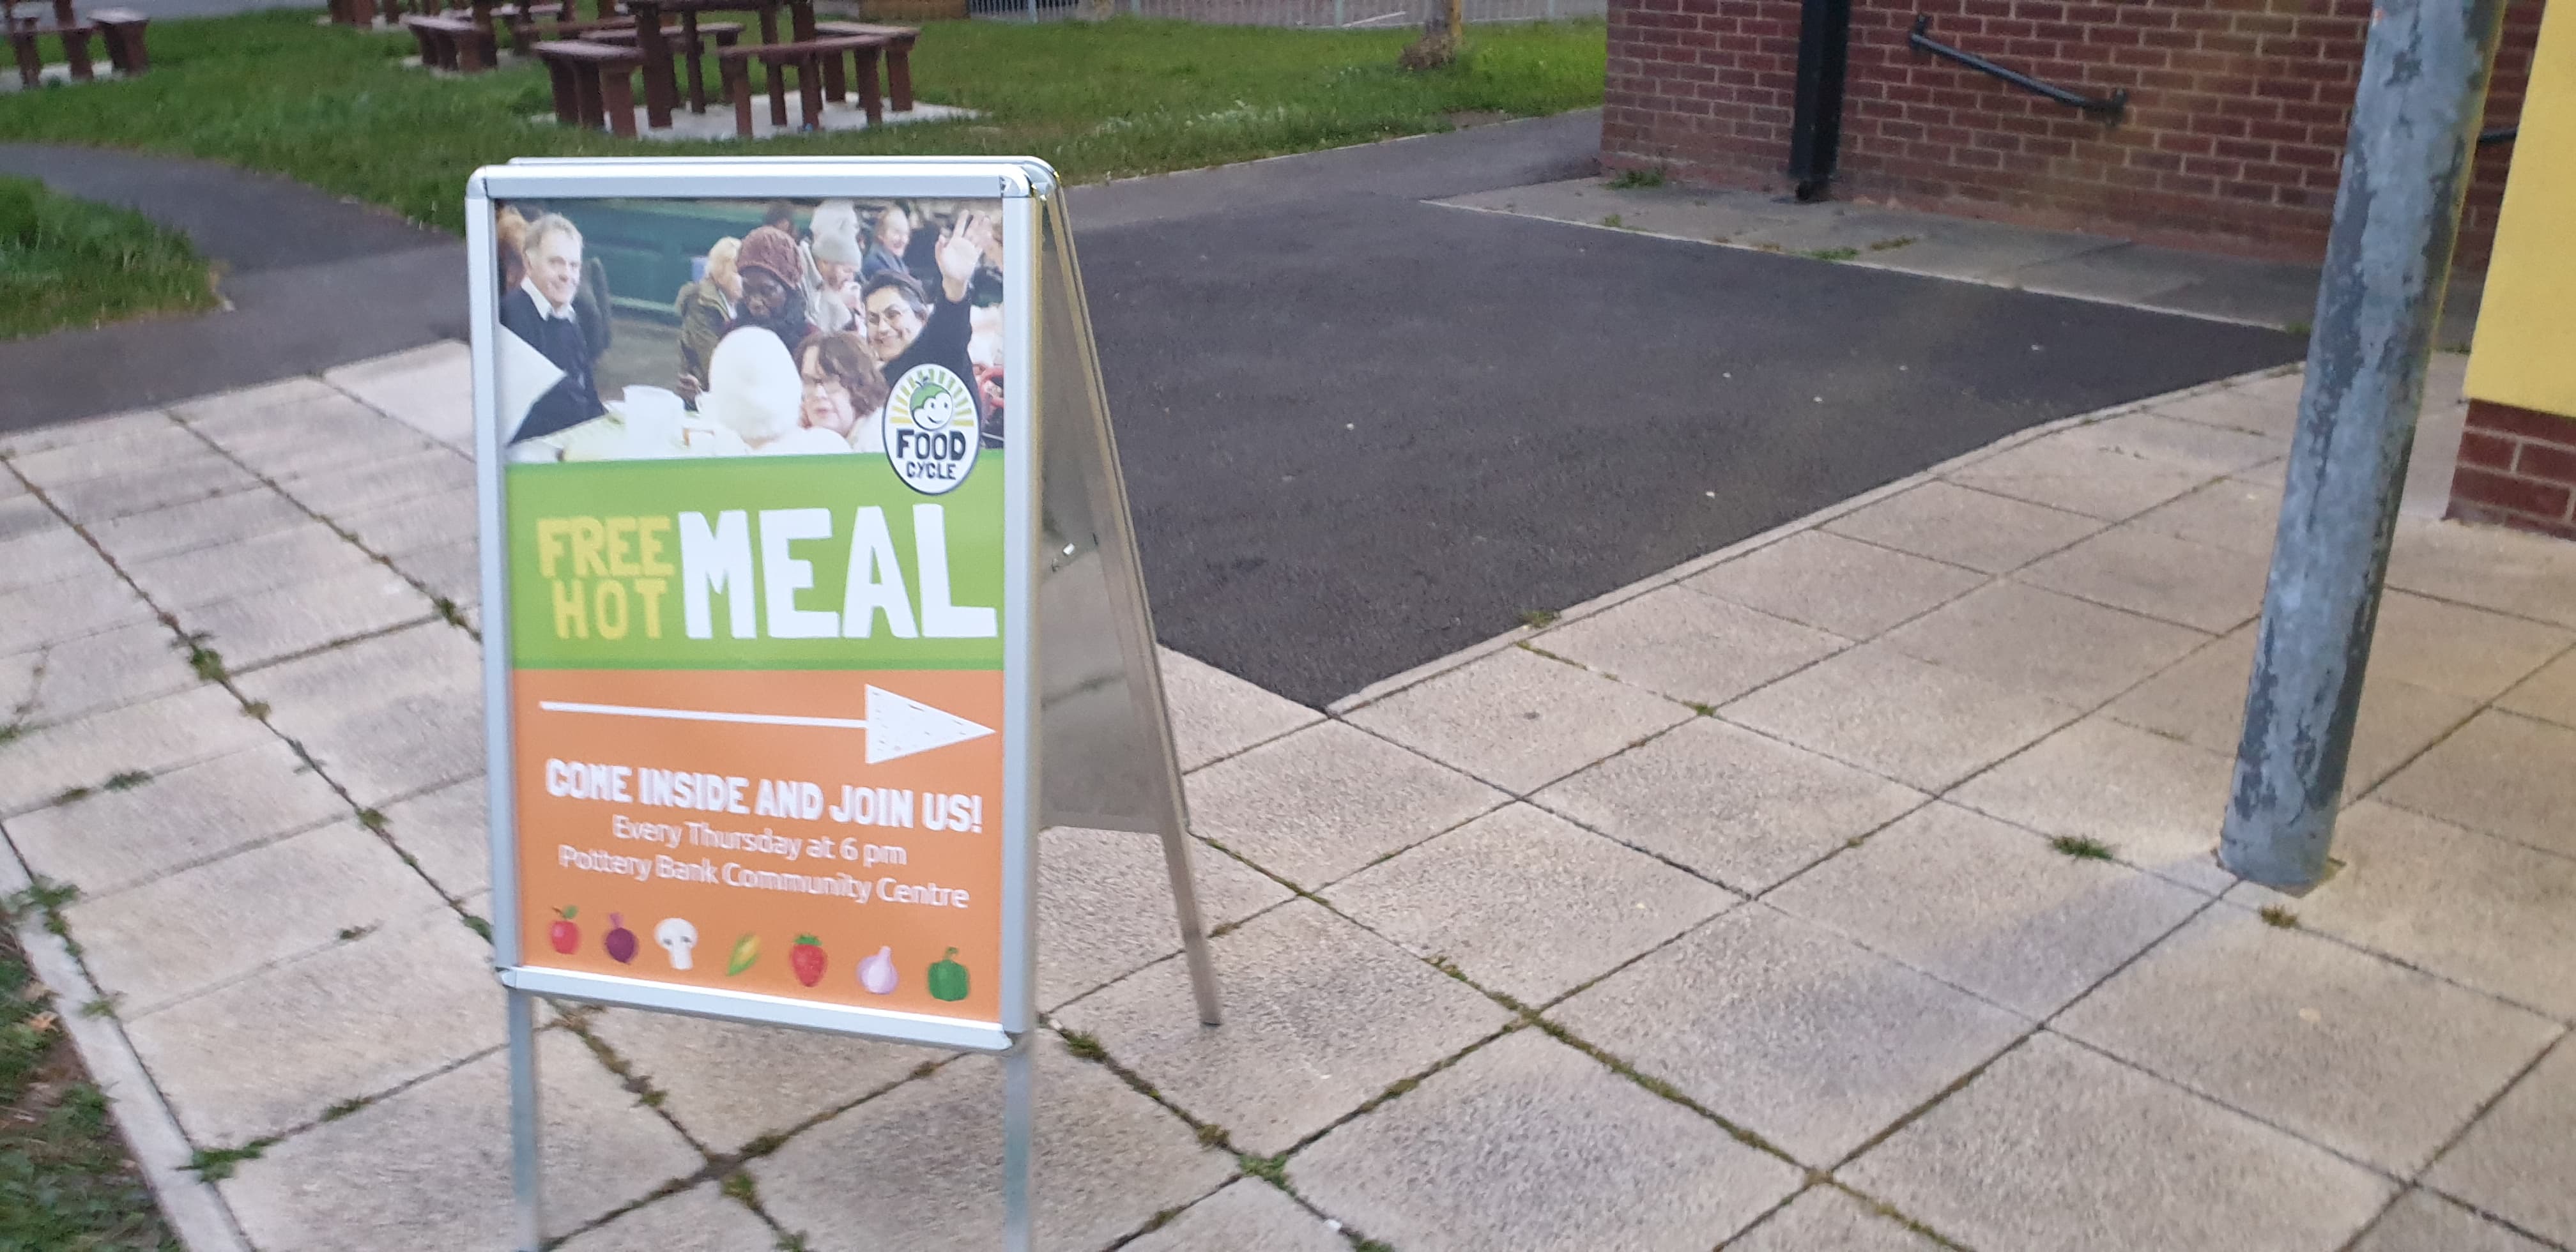 FOOD
CYCLE
FREE
HOT
MEAL
COME INSIDE AND JOIN US!
Every Thursday at 6 pm
Pottery Bank Community Centre